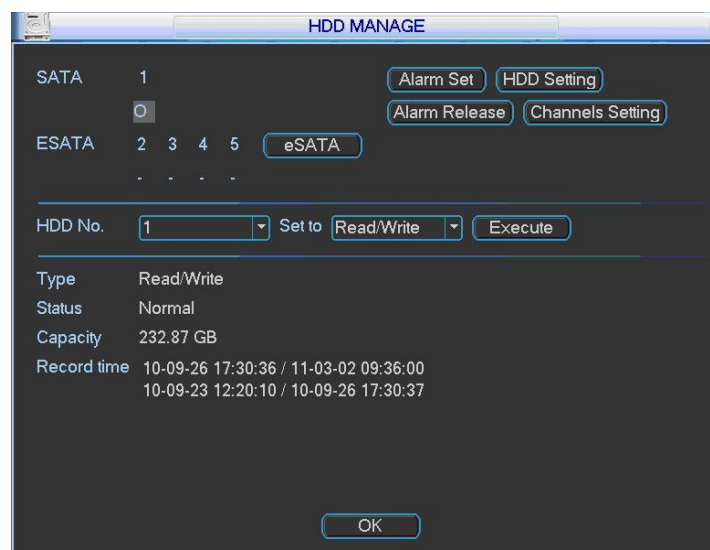 HDD MANAGE
SATA 1 Alarm Set HDD Setting
O Alarm Release Channels Setting
ESATA 2 3 4 5 eSATA
- - - -
HDD No. 1 Set to Read/Write Execute
Type Read/Write
Status Normal
Capacity 232.87 GB
Record time 10-09-26 17:30:36 / 11-03-02 09:36:00
10-09-23 12:20:10 / 10-09-26 17:30:37
OK